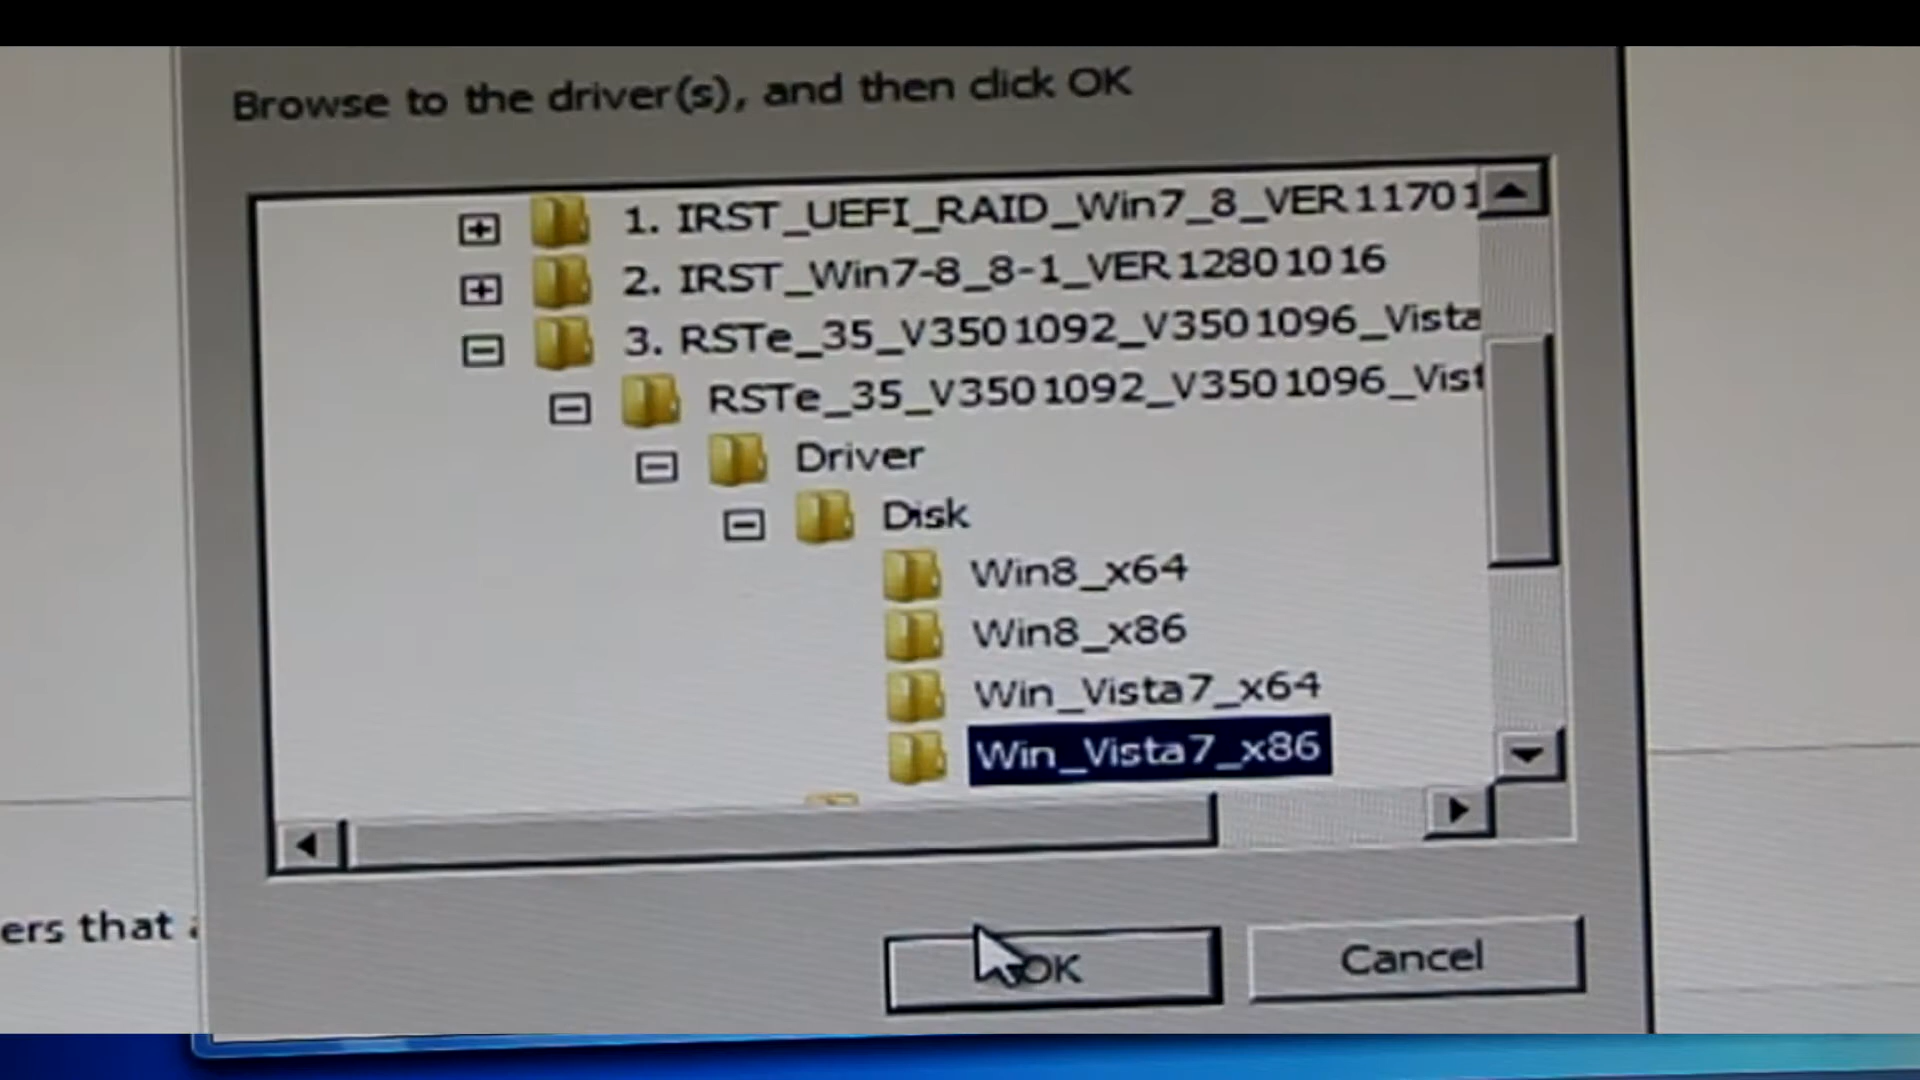 Browse to the driver(s), and then click OK
1. IRST_UEFI_RAID_Win7_8_VER11701
2. IRST_Win7-8_8-1_VER12801016
3. RSTe_35_V3501092_V3501096_Vista
RSTe_35_V3501092_V3501096_Vist
Driver
Disk
Win8_x64
Win8_x86
Win_Vista7_x64
Win_Vista7_x86
ers that
OK
Cancel